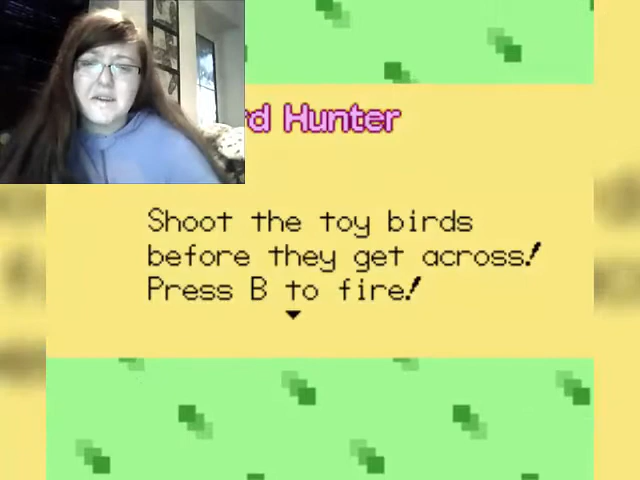 d Hunter
Shoot the toy birds
before they get across!
Press B to fire!